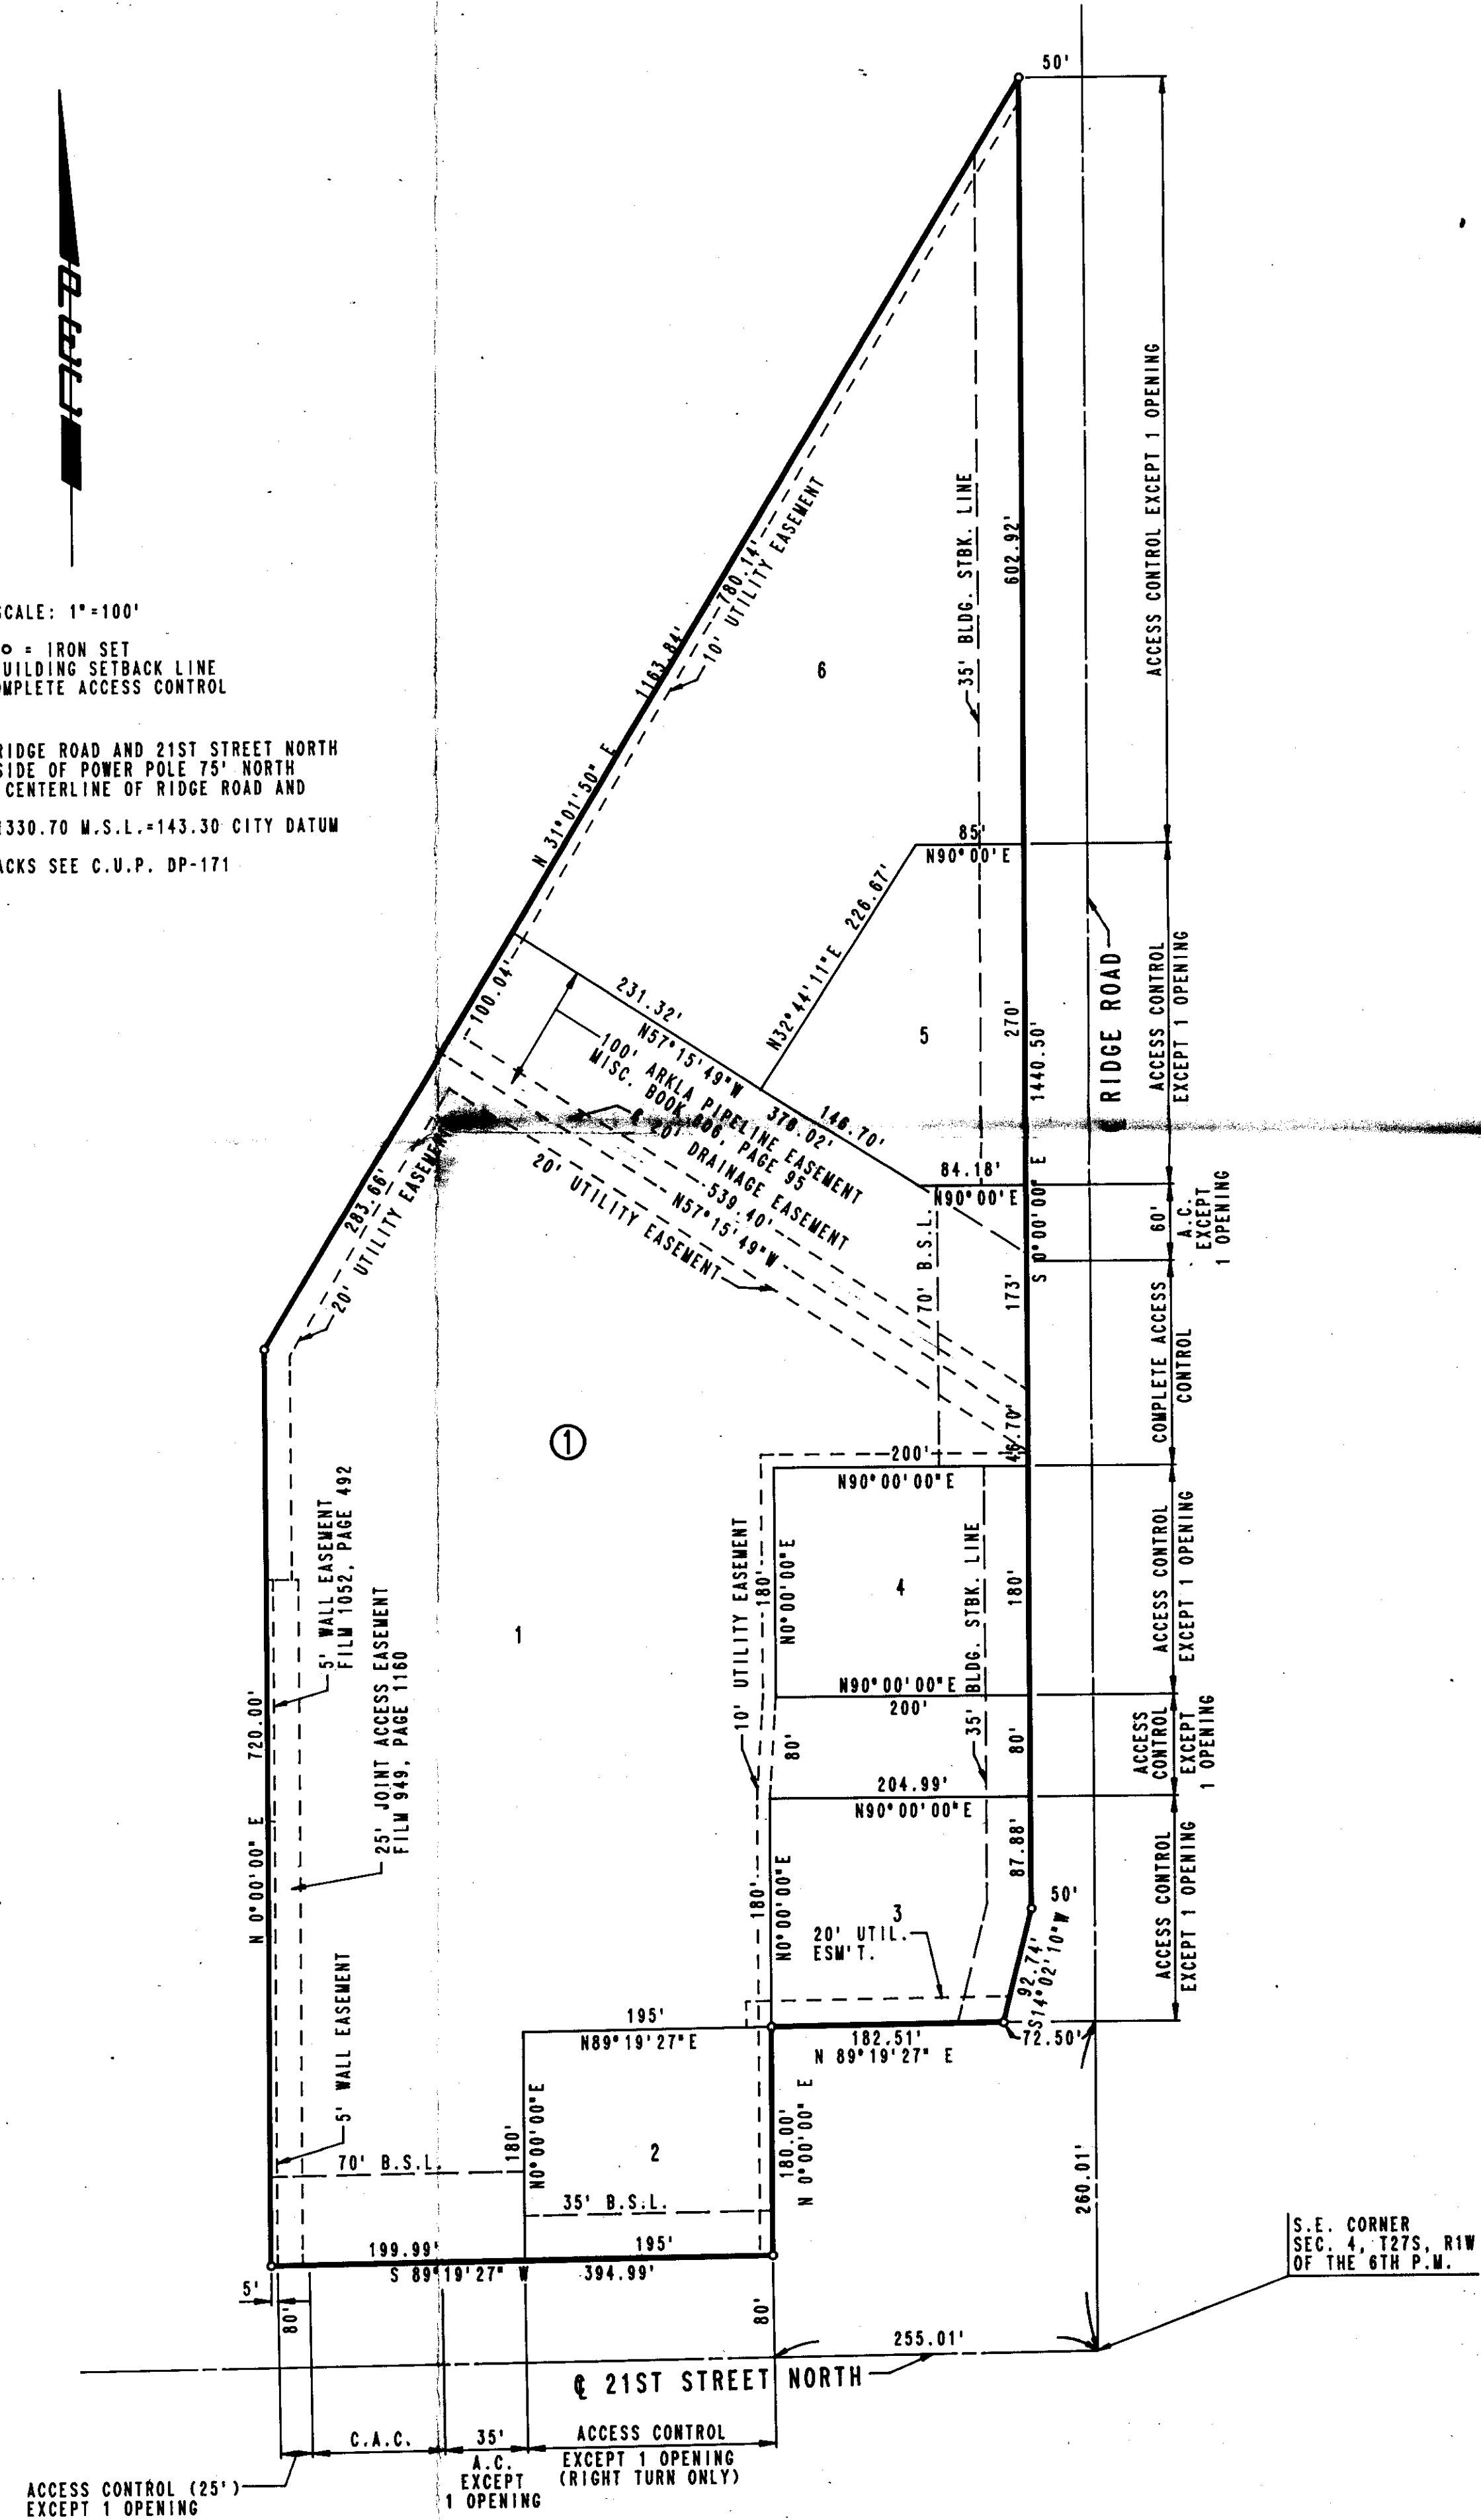 50'
SCALE: 1"=100'
o = IRON SET
UILDING SETBACK LINE
OMPLETE ACCESS CONTROL
RIDGE ROAD AND 21ST STREET NORTH
SIDE OF POWER POLE 75' NORTH
CENTERLINE OF RIDGE ROAD AND
1330.70 M.S.L.=143.30 CITY DATUM
ACKS SEE C.U.P. DP-171
ACCESS CONTROL EXCEPT 1 OPENING
35' BLDG. STBK. LINE
602.92'
780.14'
10' UTILITY EASEMENT
1163.84'
N 31°01'50" E
6
85'
N90°00'E
N32°44'11"E 226.67'
5
270'
1440.50'
S 0°00'00" E
RIDGE ROAD
ACCESS CONTROL
EXCEPT 1 OPENING
100.04'
231.32'
N57°15'49"W
378.02'
146.70'
100' ARKLA PIPELINE EASEMENT
MISC. BOOK 806, PAGE 95
℄ 20' DRAINAGE EASEMENT
539.40'
N57°15'49"W
20' UTILITY EASEMENT
84.18'
N90°00'E
60'
A.C.
EXCEPT
1 OPENING
283.66'
20' UTILITY EASEMENT
70' B.S.L.
173'
COMPLETE ACCESS
CONTROL
46.70'
①
200'
N90°00'00"E
5' WALL EASEMENT
FILM 1052, PAGE 492
25' JOINT ACCESS EASEMENT
FILM 949, PAGE 1160
1
10' UTILITY EASEMENT
180'
N0°00'00"E
4
35' BLDG. STBK. LINE
180'
ACCESS CONTROL
EXCEPT 1 OPENING
N90°00'00"E
200'
80'
80'
ACCESS
CONTROL
EXCEPT
1 OPENING
204.99'
N90°00'00"E
720.00'
N 0°00'00" E
180'
N0°00'00"E
87.88'
ACCESS CONTROL
EXCEPT 1 OPENING
50'
3
20' UTIL.
ESM'T.
92.74'
S14°02'10"W
5' WALL EASEMENT
195'
N89°19'27"E
182.51'
N 89°19'27" E
72.50'
180'
N0°00'00"E
2
180.00'
N 0°00'00" E
70' B.S.L.
35' B.S.L.
260.01'
199.99'
195'
S 89°19'27" W
394.99'
S.E. CORNER
SEC. 4, T27S, R1W
OF THE 6TH P.M.
5'
80'
80'
255.01'
℄ 21ST STREET NORTH
C.A.C.
35'
A.C.
EXCEPT
1 OPENING
ACCESS CONTROL
EXCEPT 1 OPENING
(RIGHT TURN ONLY)
ACCESS CONTROL (25')
EXCEPT 1 OPENING